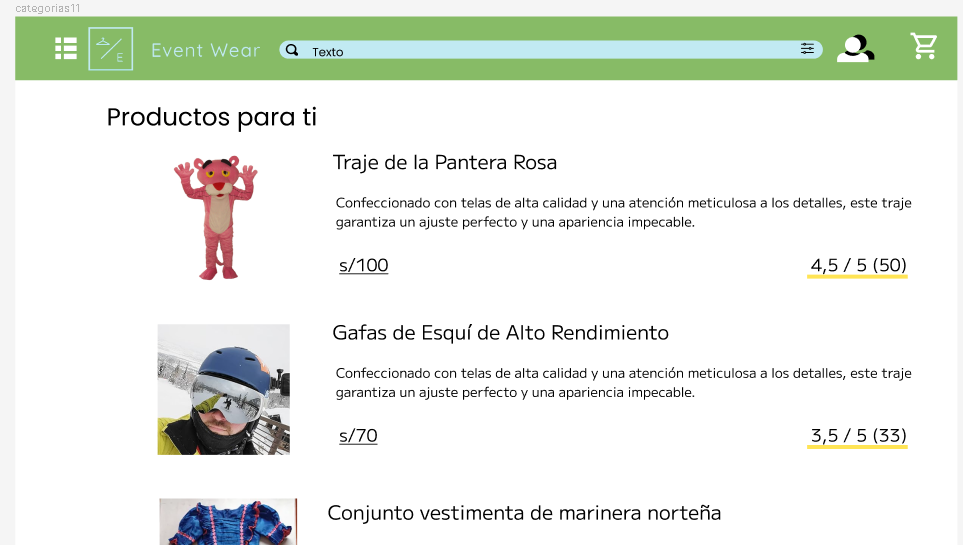 categorias11
E
Event Wear
Texto
Productos para ti
Traje de la Pantera Rosa
Confeccionado con telas de alta calidad y una atención meticulosa a los detalles, este traje
garantiza un ajuste perfecto y una apariencia impecable.
s/100
4,5 / 5 (50)
Gafas de Esquí de Alto Rendimiento
Confeccionado con telas de alta calidad y una atención meticulosa a los detalles, este traje
garantiza un ajuste perfecto y una apariencia impecable.
s/70
3,5 / 5 (33)
Conjunto vestimenta de marinera norteña